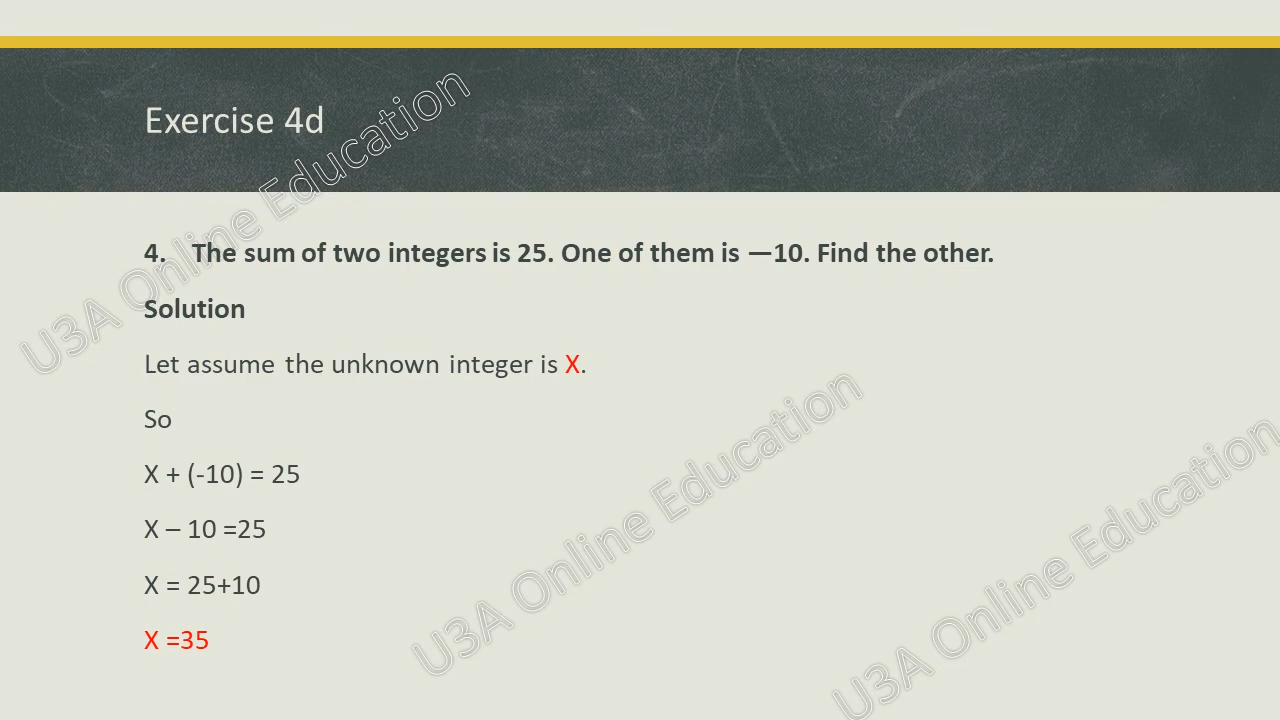 Exercise 4d
4. The sum of two integers is 25. One of them is —10. Find the other.
Solution
Let assume the unknown integer is X.
So
X + (-10) = 25
X – 10 =25
X = 25+10
X =35
U3A Online Education
U3A Online Education
U3A Online Education